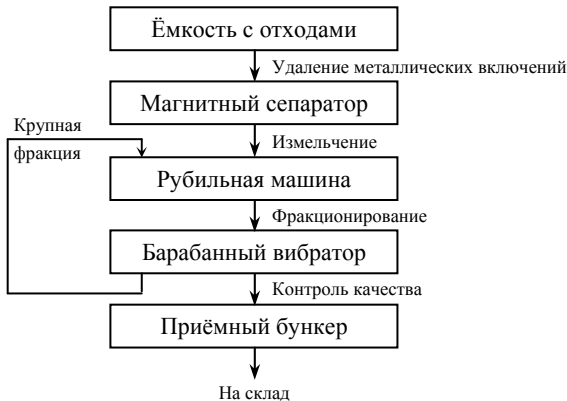 Ёмкость с отходами
Удаление металлических включений
Магнитный сепаратор
Крупная
фракция
Измельчение
Рубильная машина
Фракционирование
Барабанный вибратор
Контроль качества
Приёмный бункер
На склад